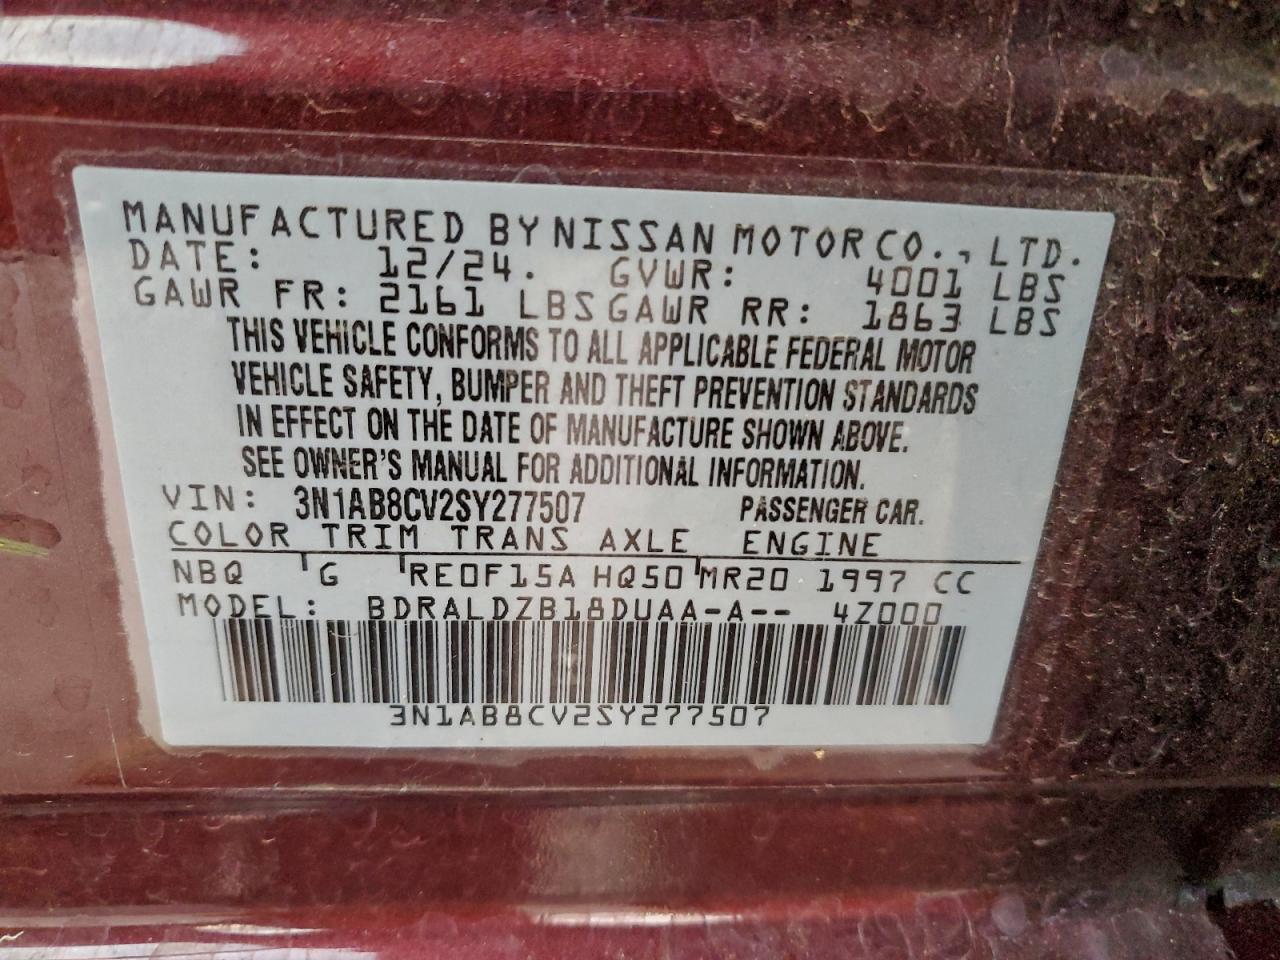 MANUFACTURED BY NISSAN MOTOR CO., LTD.
DATE: 12/24. GVWR: 4001 LBS
GAWR FR: 2161 LBS GAWR RR: 1863 LBS
THIS VEHICLE CONFORMS TO ALL APPLICABLE FEDERAL MOTOR
VEHICLE SAFETY, BUMPER AND THEFT PREVENTION STANDARDS
IN EFFECT ON THE DATE OF MANUFACTURE SHOWN ABOVE.
SEE OWNER'S MANUAL FOR ADDITIONAL INFORMATION.
VIN: 3N1AB8CV2SY277507 PASSENGER CAR.
COLOR TRIM TRANS AXLE ENGINE
NBQ G RE0F15A HQ50 MR20 1997 CC
MODEL: BDRALDZB18DUAA-A-- 4Z000
3N1AB8CV2SY277507